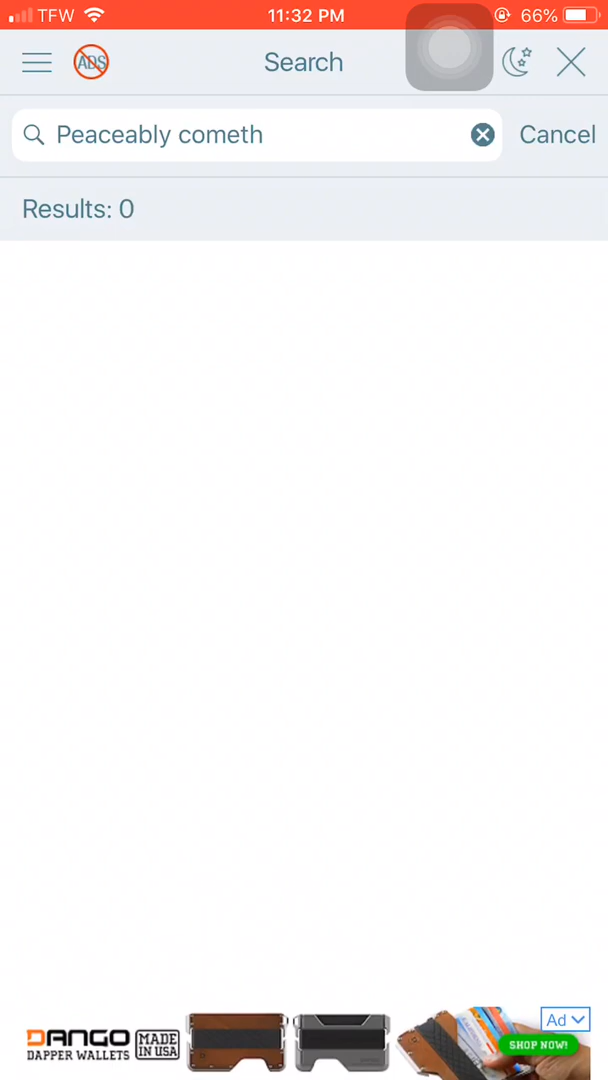 TFW 11:32 PM 66%
ADS Search
Peaceably cometh Cancel
Results: 0
DANGO MADE
DAPPER WALLETS IN USA
Ad
SHOP NOW!